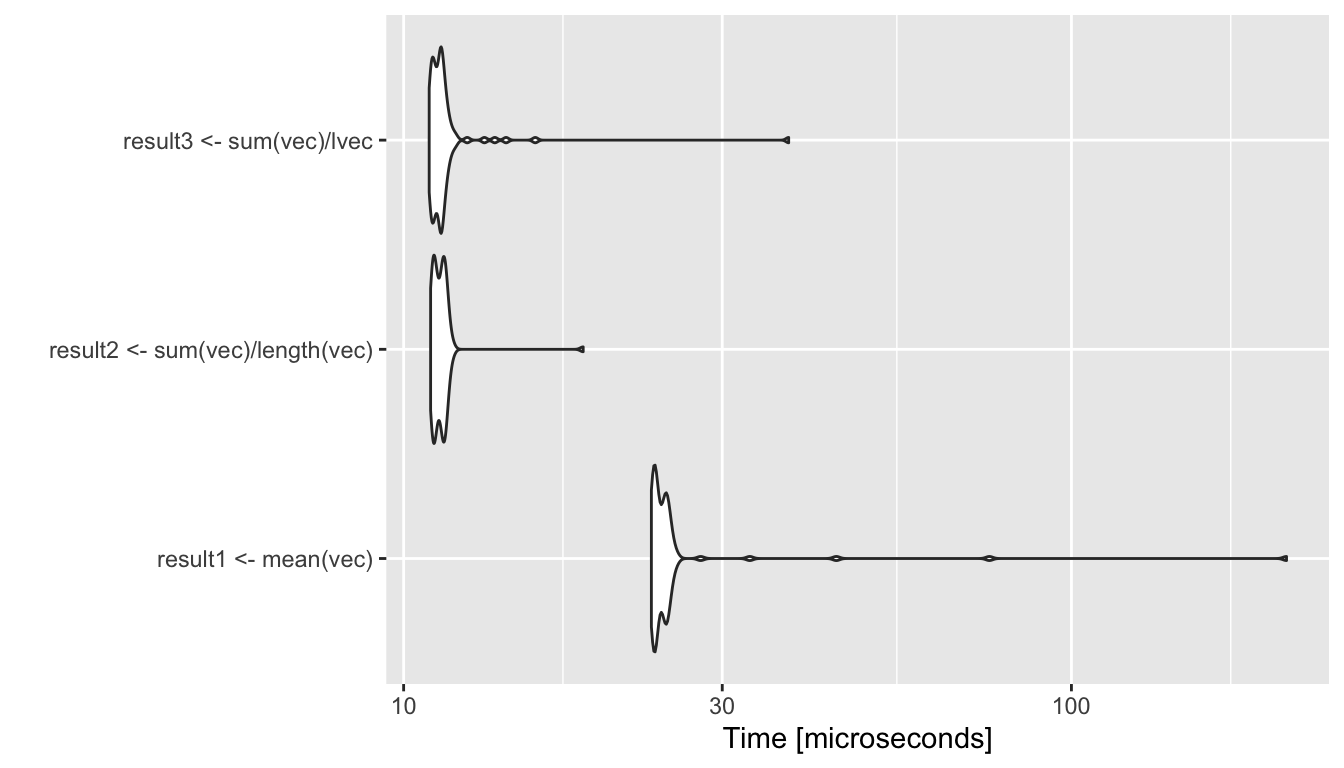 result3 <- sum(vec)/lvec
result2 <- sum(vec)/length(vec)
result1 <- mean(vec)
10 30 100
Time [microseconds]